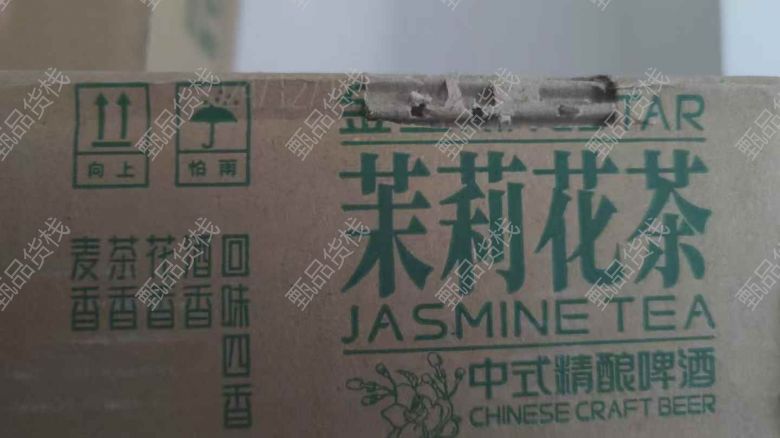 向上
怕雨
STAR
茉莉花茶
JASMINE TEA
中式精酿啤酒
CHINESE CRAFT BEER
回味四香
酒香
花香
茶香
麦香
甄品货栈